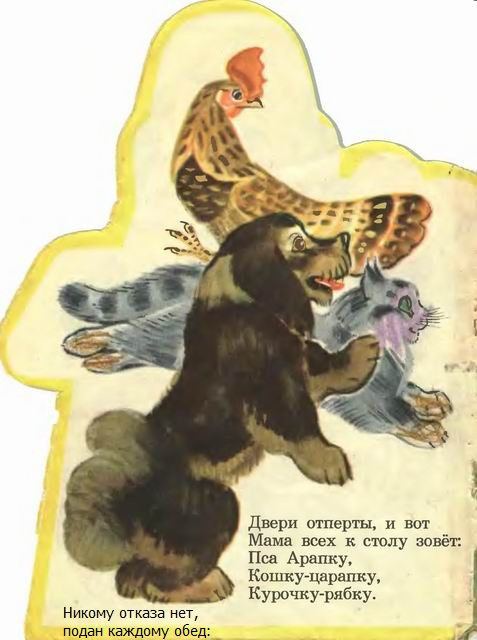 Двери отперты, и вот
Мама всех к столу зовёт:
Пса Арапку,
Кошку-царапку,
Курочку-рябку.
Никому отказа нет,
подан каждому обед: